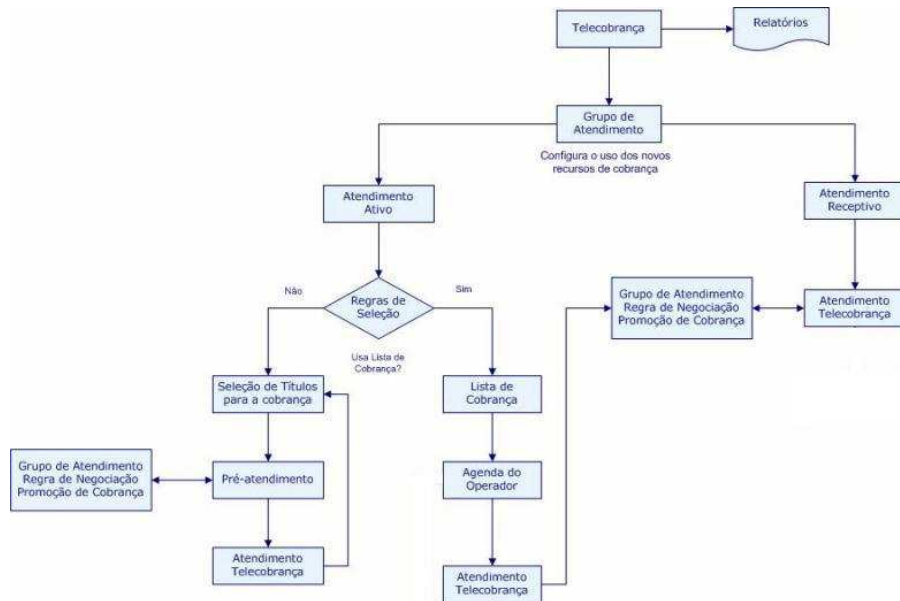 Telecobrança
Relatórios
Grupo de
Atendimento
Configura o uso dos novos
recursos de cobrança
Atendimento
Ativo
Atendimento
Receptivo
Não
Regras de
Seleção
Sim
Usa Lista de
Cobrança?
Grupo de Atendimento
Regra de Negociação
Promoção de Cobrança
Atendimento
Telecobrança
Seleção de Títulos
para a cobrança
Lista de
Cobrança
Grupo de Atendimento
Regra de Negociação
Promoção de Cobrança
Pré-atendimento
Agenda do
Operador
Atendimento
Telecobrança
Atendimento
Telecobrança